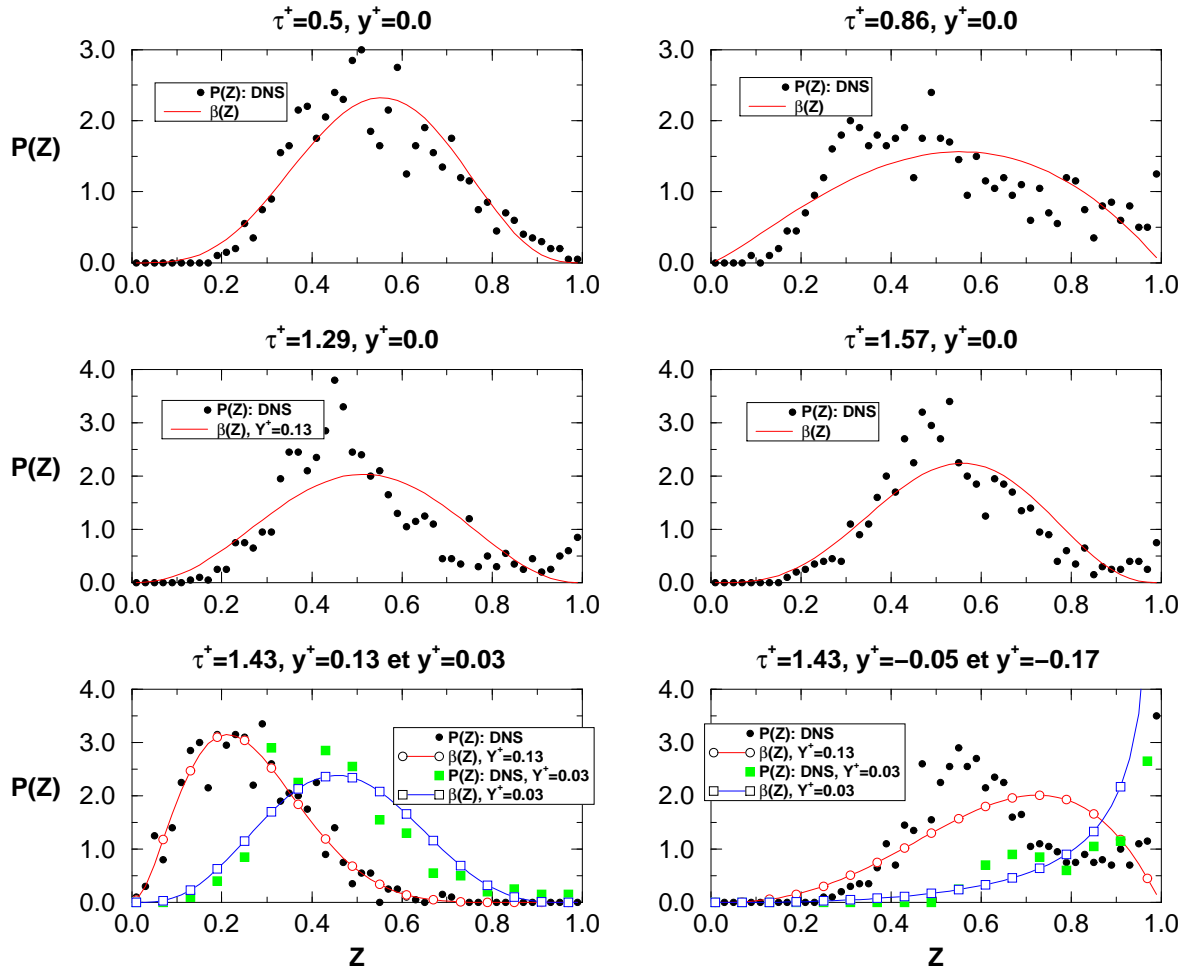 τ+=0.5, y+=0.0
P(Z)
3.0
2.0
1.0
0.0
P(Z): DNS
β(Z)
0.0 0.2 0.4 0.6 0.8 1.0
τ+=0.86, y+=0.0
3.0
2.0
1.0
0.0
P(Z): DNS
β(Z)
0.0 0.2 0.4 0.6 0.8 1.0
τ+=1.29, y+=0.0
P(Z)
4.0
3.0
2.0
1.0
0.0
P(Z): DNS
β(Z), Y+=0.13
0.0 0.2 0.4 0.6 0.8 1.0
τ+=1.57, y+=0.0
4.0
3.0
2.0
1.0
0.0
P(Z): DNS
β(Z)
0.0 0.2 0.4 0.6 0.8 1.0
τ+=1.43, y+=0.13 et y+=0.03
P(Z)
4.0
3.0
2.0
1.0
0.0
P(Z): DNS
β(Z), Y+=0.13
P(Z): DNS, Y+=0.03
β(Z), Y+=0.03
0.0 0.2 0.4 0.6 0.8 1.0
Z
τ+=1.43, y+=−0.05 et y+=−0.17
4.0
3.0
2.0
1.0
0.0
P(Z): DNS
β(Z), Y+=0.13
P(Z): DNS, Y+=0.03
β(Z), Y+=0.03
0.0 0.2 0.4 0.6 0.8 1.0
Z